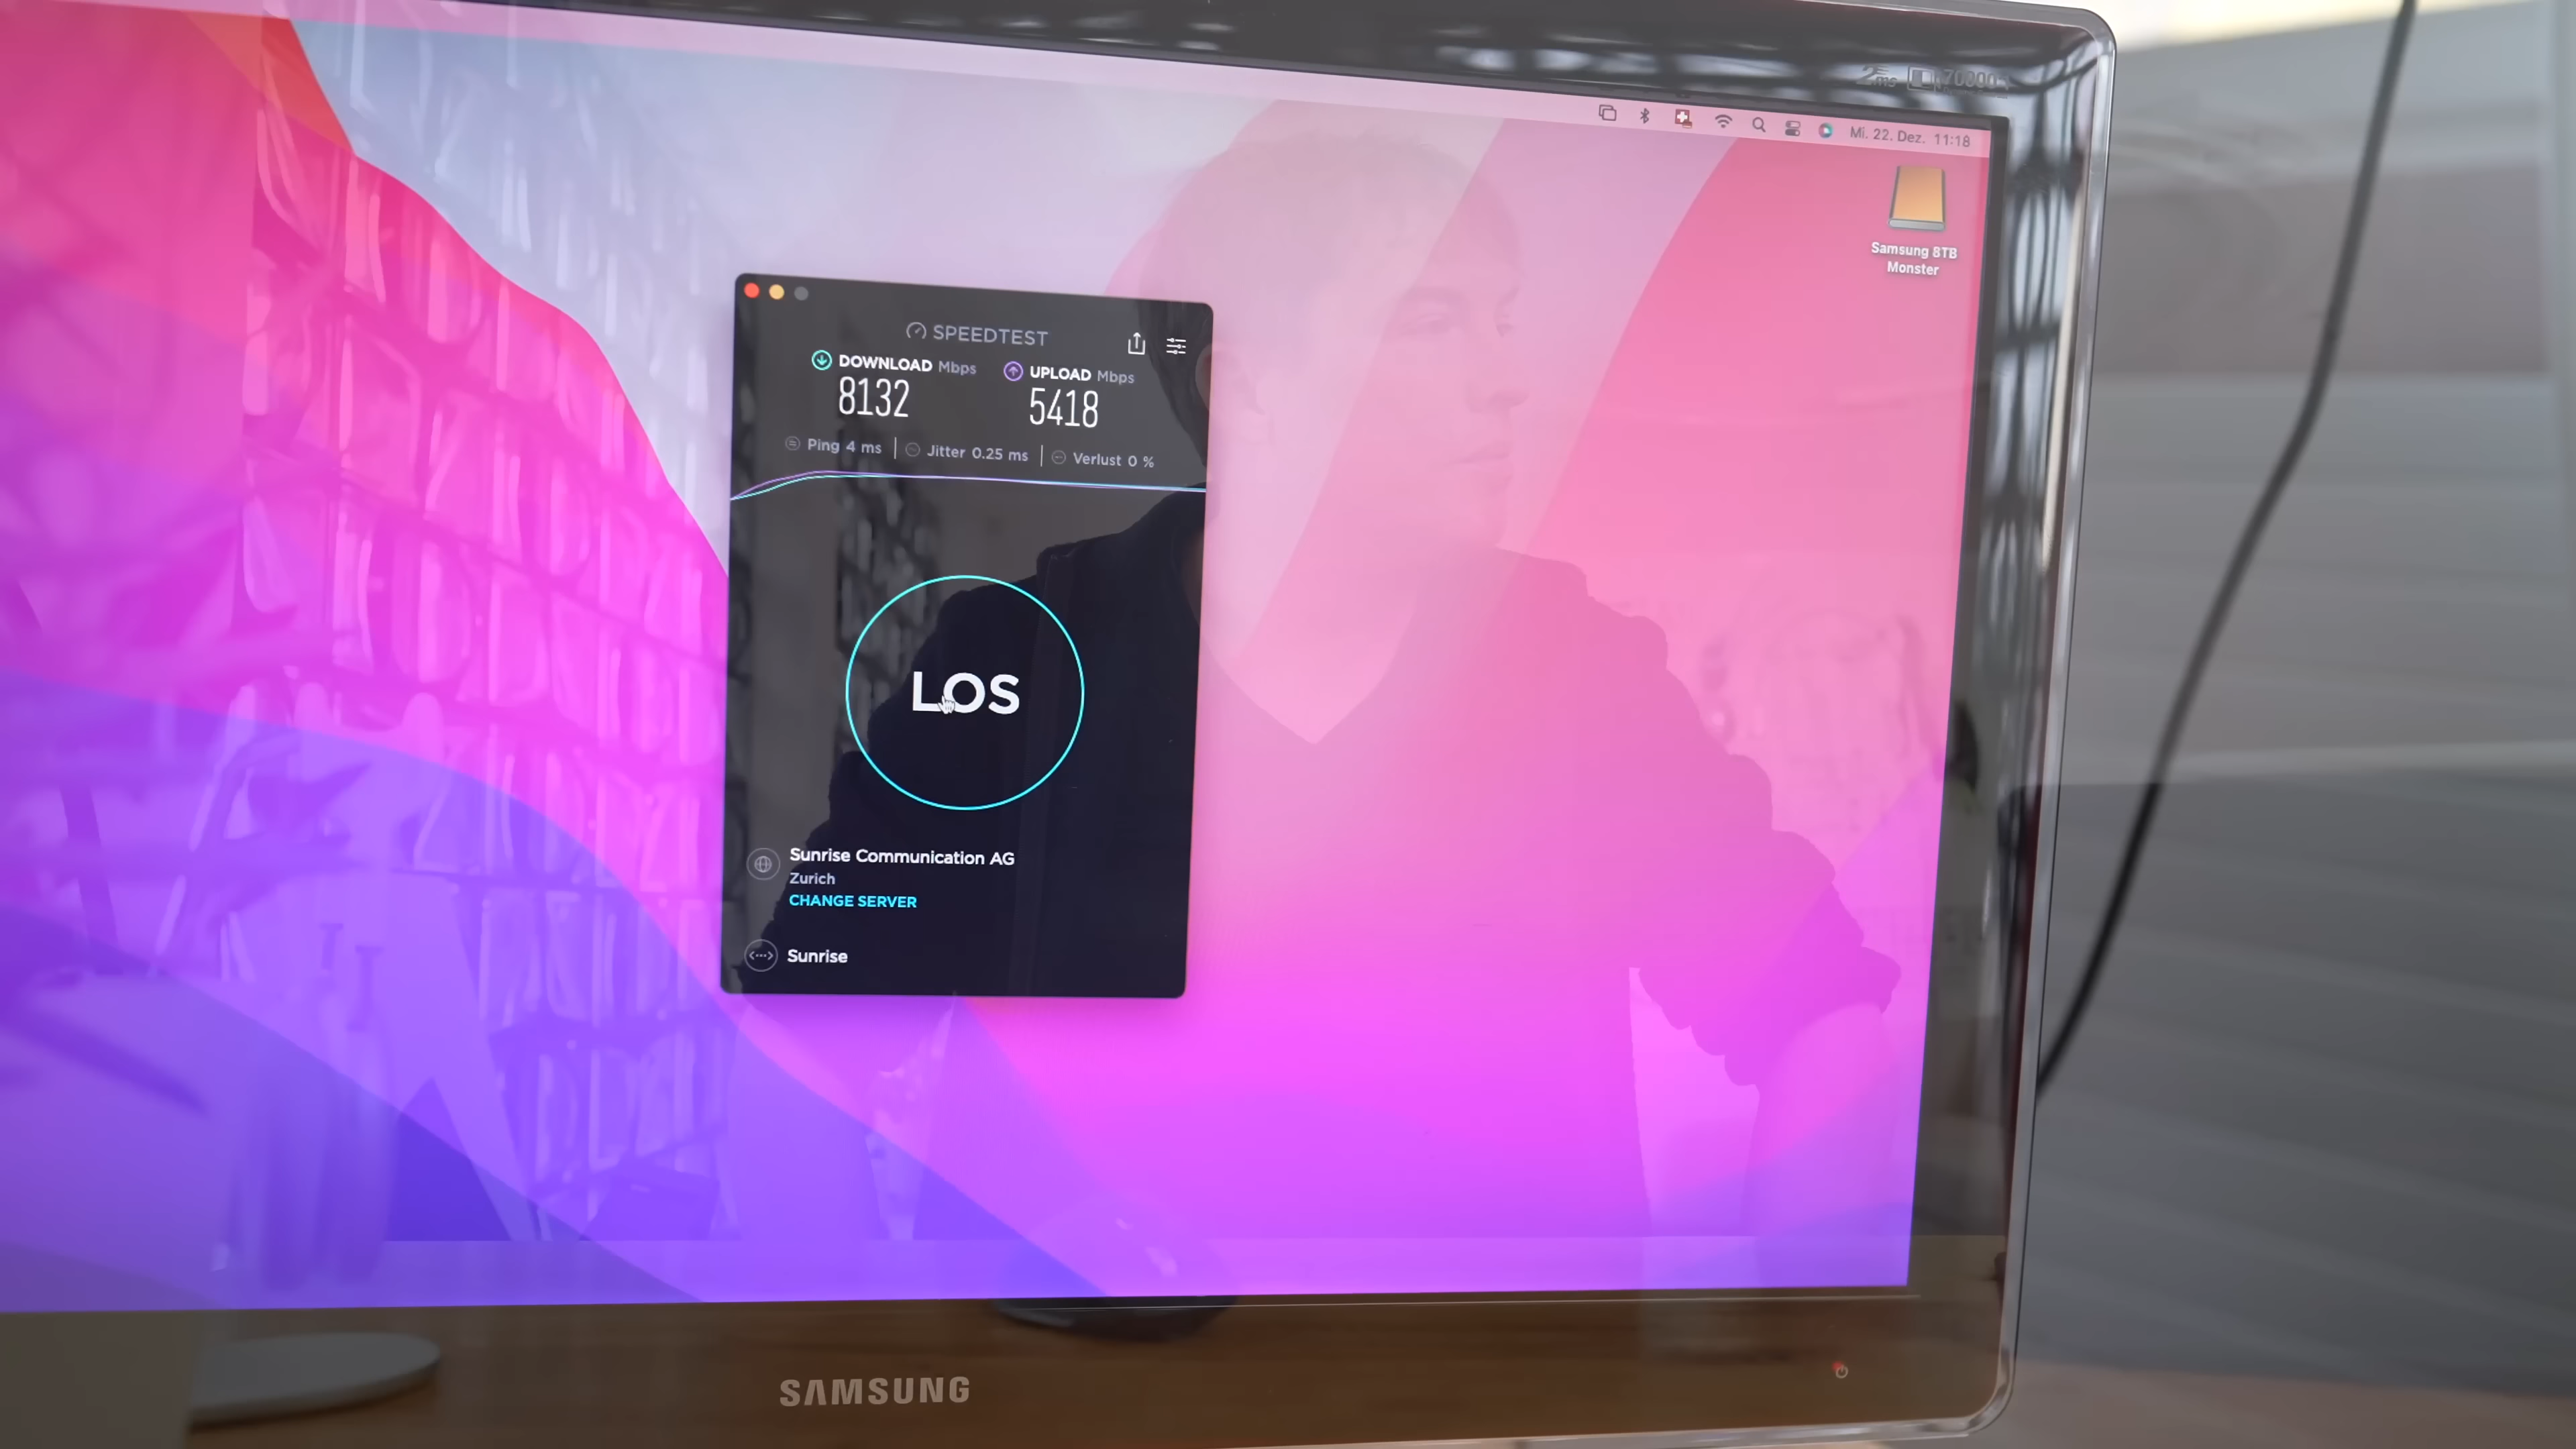 Mi. 22. Dez. 11:18
Samsung 8TB
Monster
SPEEDTEST
DOWNLOAD Mbps
8132
UPLOAD Mbps
5418
Ping 4 ms
Jitter 0.25 ms
Verlust 0 %
LOS
Sunrise Communication AG
Zurich
CHANGE SERVER
Sunrise
SAMSUNG